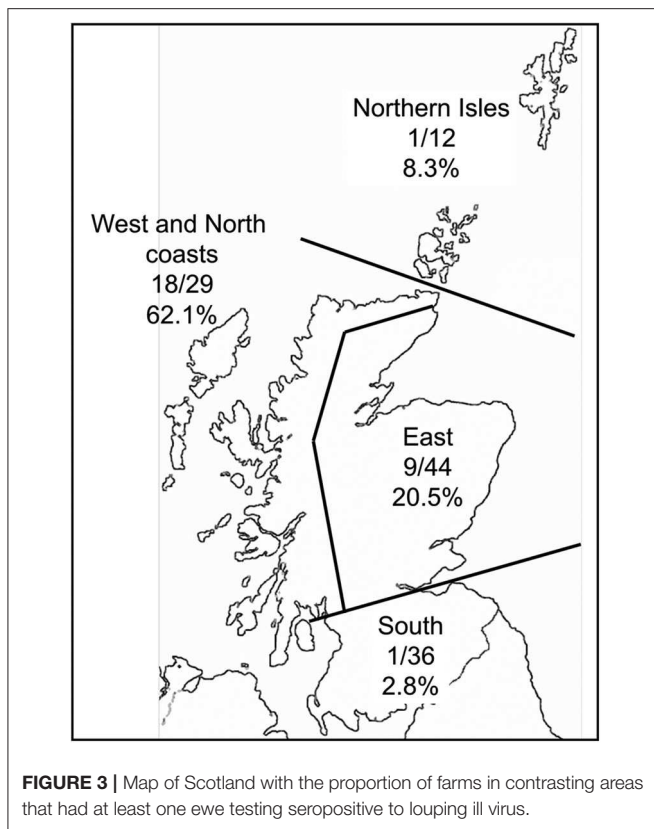 Northern Isles
1/12
8.3%
West and North
coasts
18/29
62.1%
East
9/44
20.5%
South
1/36
2.8%
FIGURE 3 | Map of Scotland with the proportion of farms in contrasting areas
that had at least one ewe testing seropositive to louping ill virus.